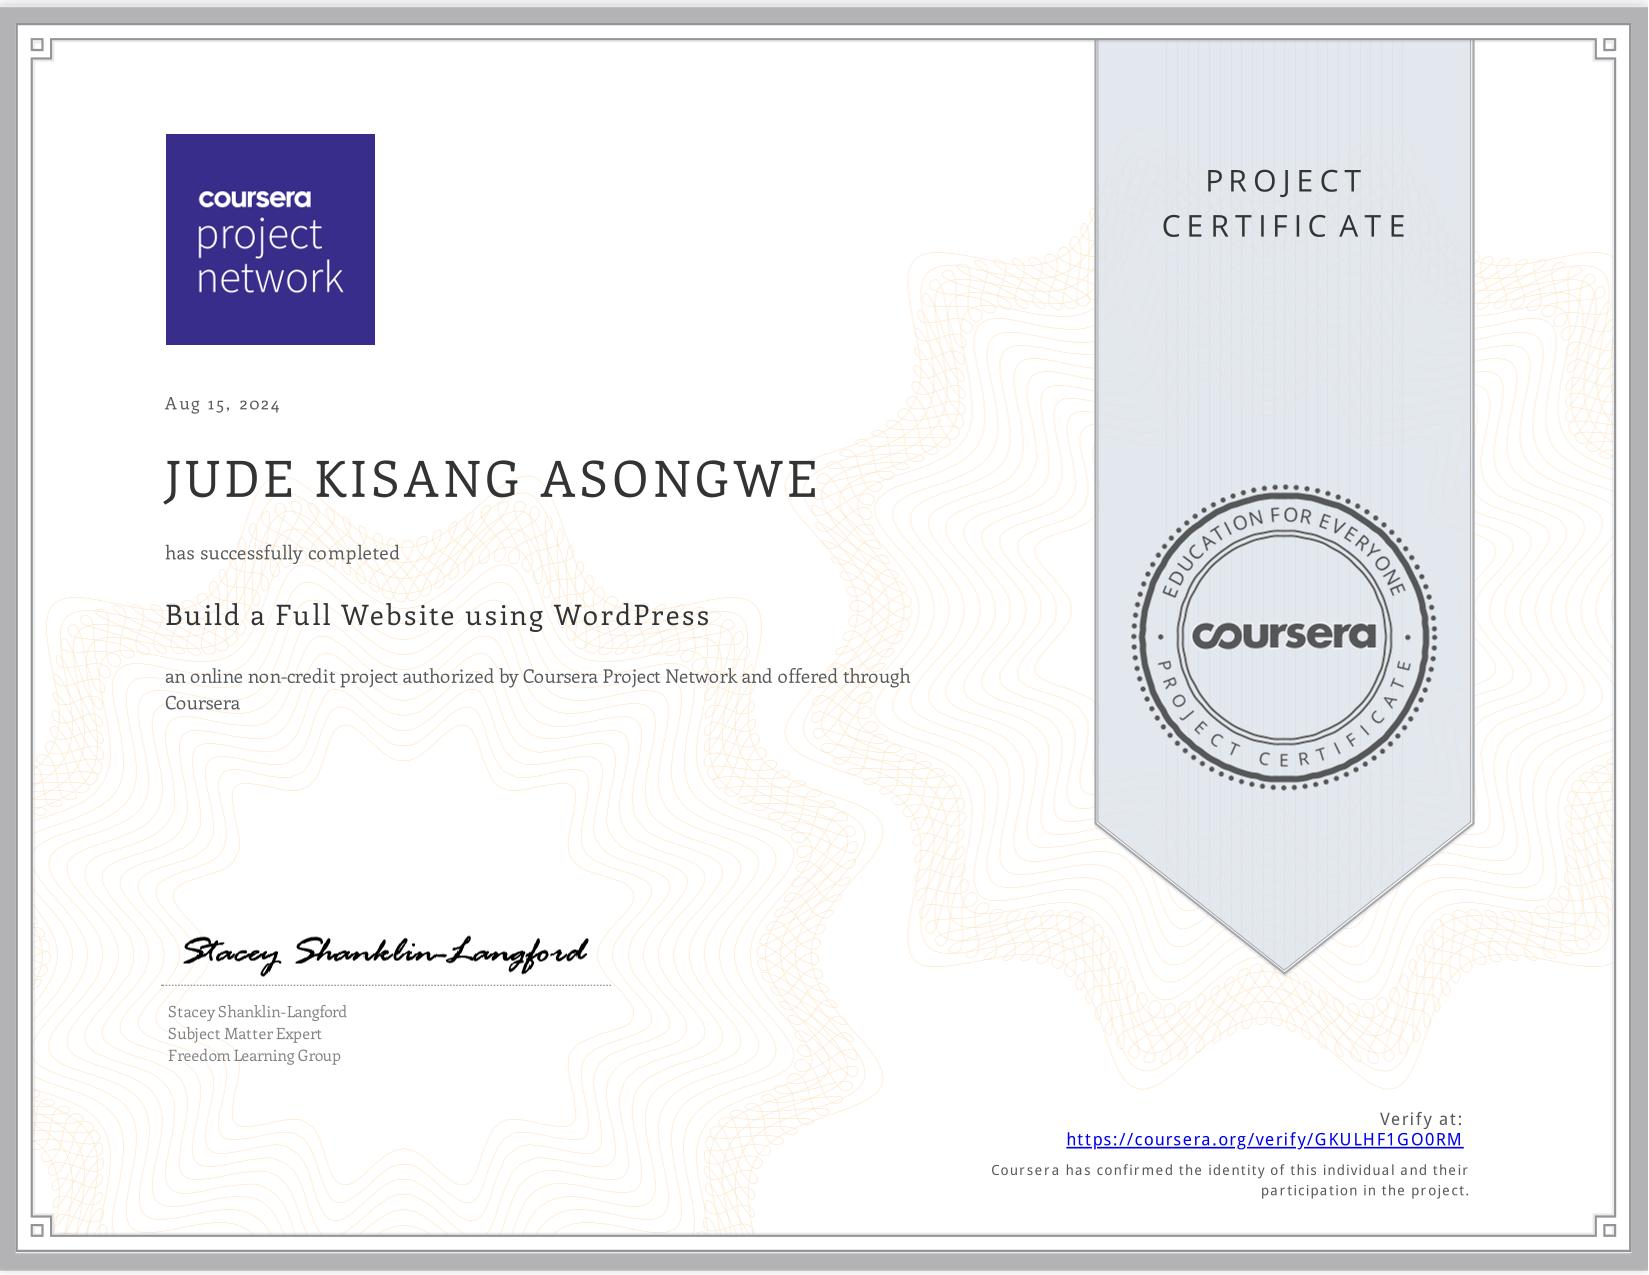 coursera
project
network
PROJECT
CERTIFICATE
Aug 15, 2024
JUDE KISANG ASONGWE
has successfully completed
Build a Full Website using WordPress
an online non-credit project authorized by Coursera Project Network and offered through
Coursera
EDUCATION FOR EVERYONE
coursera
PROJECT CERTIFICATE
Stacey Shanklin-Langford
Stacey Shanklin-Langford
Subject Matter Expert
Freedom Learning Group
Verify at:
https://coursera.org/verify/GKULHF1GO0RM
Coursera has confirmed the identity of this individual and their
participation in the project.